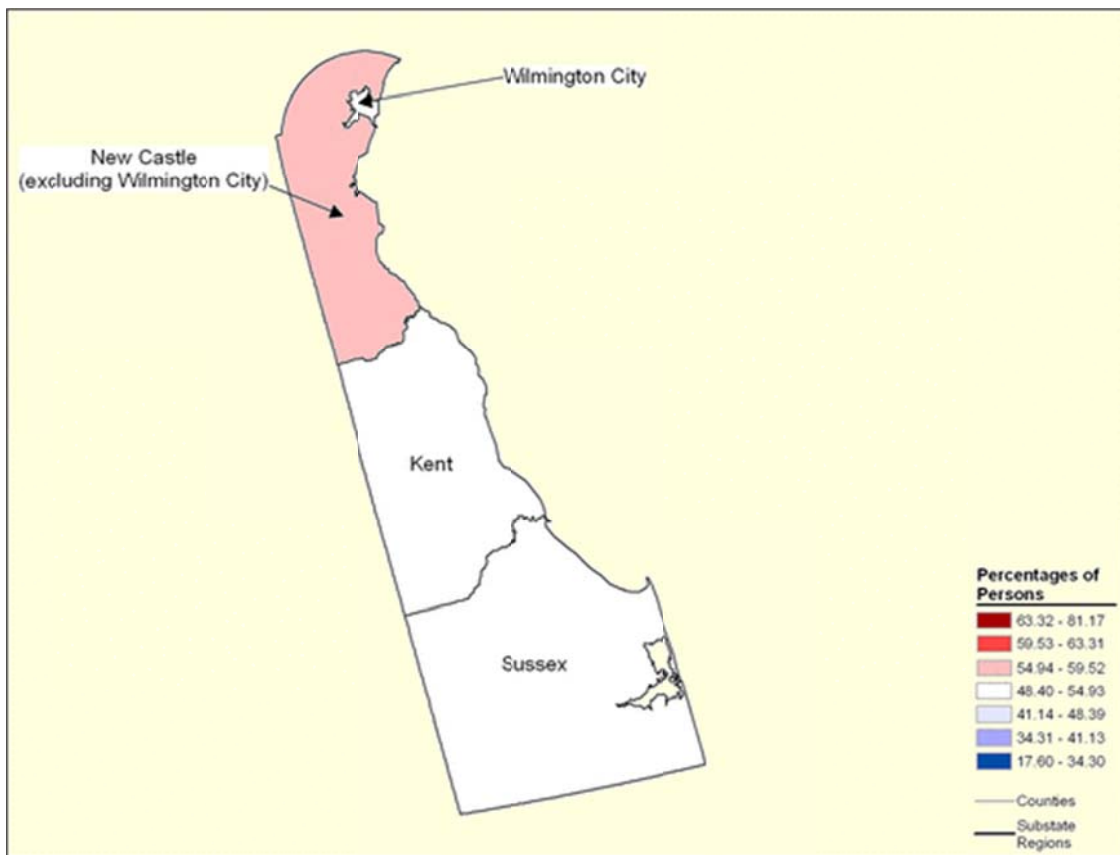 Wilmington City
New Castle
(excluding Wilmington City)
Kent
Sussex
Percentages of
Persons
63.32 - 81.17
59.53 - 63.31
54.94 - 59.52
48.40 - 54.93
41.14 - 48.39
34.31 - 41.13
17.60 - 34.30
Counties
Substate
Regions